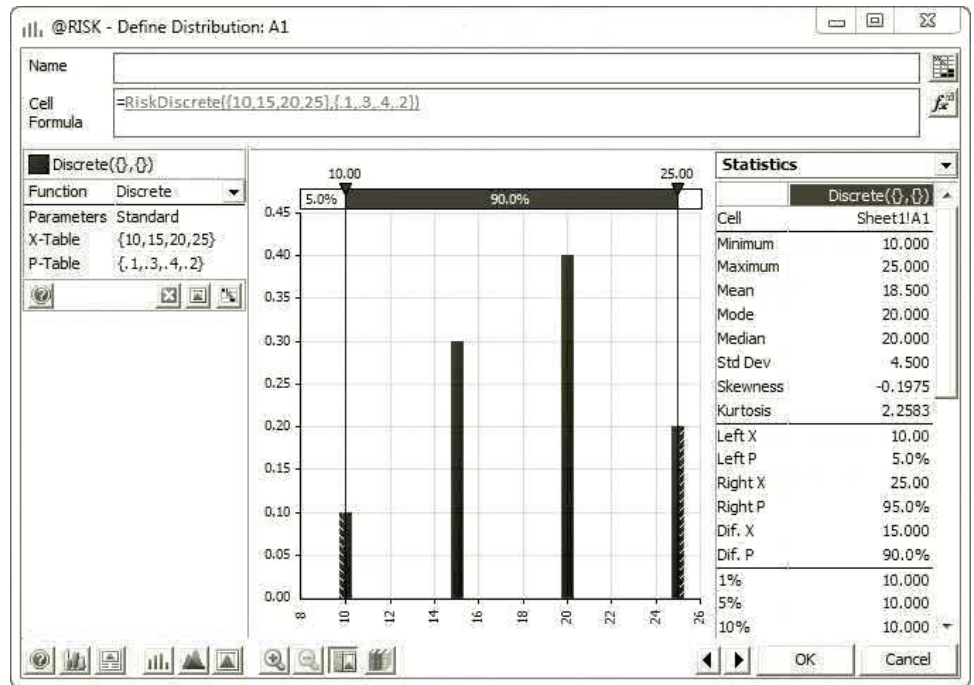 @RISK - Define Distribution: A1
Name
Cell Formula
=RiskDiscrete({10,15,20,25},{.1,.3,.4,.2})
Discrete({},{})
Function Discrete
Parameters Standard
X-Table {10,15,20,25}
P-Table {.1,.3,.4,.2}
10.00 25.00
5.0% 90.0%
0.45
0.40
0.35
0.30
0.25
0.20
0.15
0.10
0.05
0.00
8 10 12 14 16 18 20 22 24 26
Statistics
Discrete({},{})
Cell Sheet1!A1
Minimum 10.000
Maximum 25.000
Mean 18.500
Mode 20.000
Median 20.000
Std Dev 4.500
Skewness -0.1975
Kurtosis 2.2583
Left X 10.00
Left P 5.0%
Right X 25.00
Right P 95.0%
Dif. X 15.000
Dif. P 90.0%
1% 10.000
5% 10.000
10% 10.000
OK Cancel